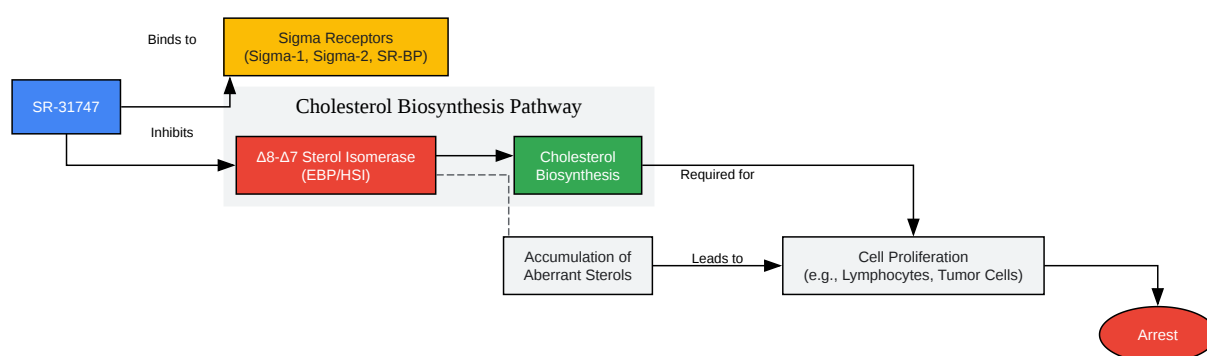 Binds to
Sigma Receptors
(Sigma-1, Sigma-2, SR-BP)
SR-31747
Inhibits
Cholesterol Biosynthesis Pathway
Δ8-Δ7 Sterol Isomerase
(EBP/HSI)
Cholesterol
Biosynthesis
Required for
Accumulation of
Aberrant Sterols
Leads to
Cell Proliferation
(e.g., Lymphocytes, Tumor Cells)
Arrest